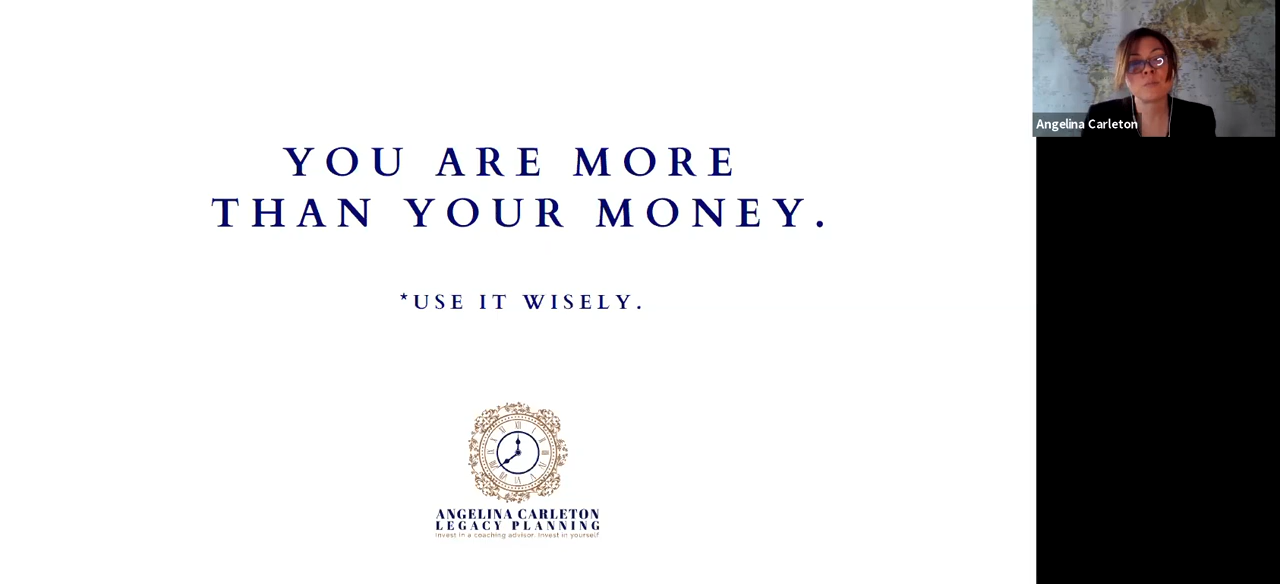 YOU ARE MORE
THAN YOUR MONEY.
*USE IT WISELY.
ANGELINA CARLETON
LEGACY PLANNING
Invest in a coaching advisor. Invest in yourself
Angelina Carleton